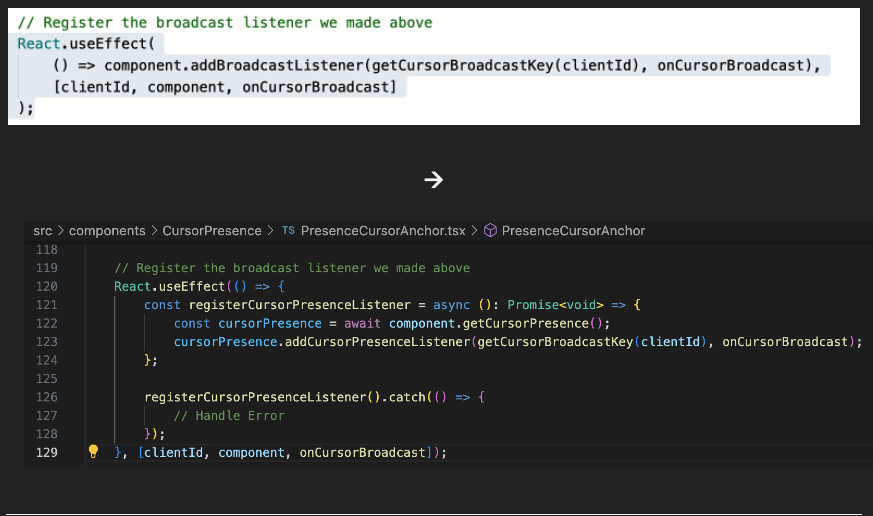 // Register the broadcast listener we made above
React.useEffect(
() => component.addBroadcastListener(getCursorBroadcastKey(clientId), onCursorBroadcast),
[clientId, component, onCursorBroadcast]
);
→
src > components > CursorPresence > TS PresenceCursorAnchor.tsx > PresenceCursorAnchor
118
119 // Register the broadcast listener we made above
120 React.useEffect(() => {
121 const registerCursorPresenceListener = async (): Promise<void> => {
122 const cursorPresence = await component.getCursorPresence();
123 cursorPresence.addCursorPresenceListener(getCursorBroadcastKey(clientId), onCursorBroadcast);
124 };
125
126 registerCursorPresenceListener().catch(() => {
127 // Handle Error
128 });
129 }, [clientId, component, onCursorBroadcast]);